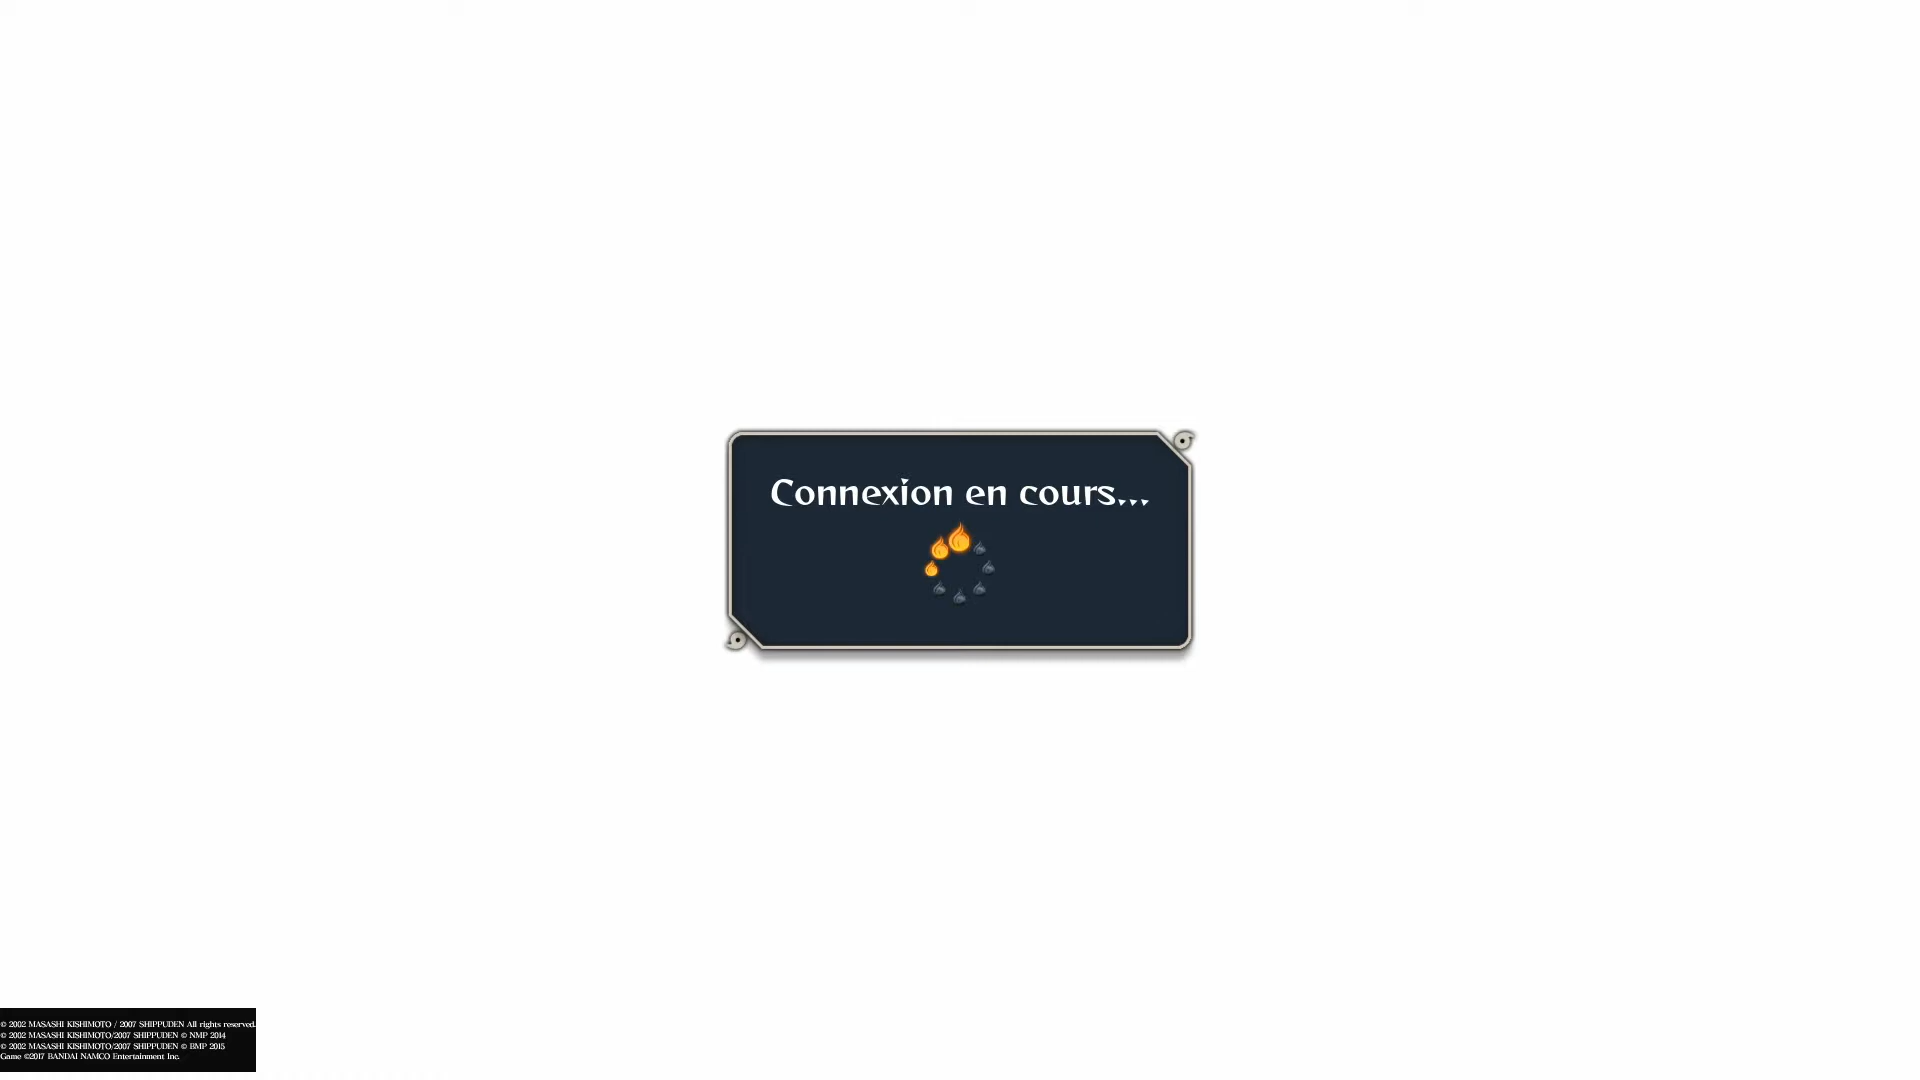 Connexion en cours...
© 2002 MASASHI KISHIMOTO / 2007 SHIPPUDEN All rights reserved.
© 2002 MASASHI KISHIMOTO/2007 SHIPPUDEN © NMP 2014
© 2002 MASASHI KISHIMOTO/2007 SHIPPUDEN © BMP 2015
Game ©2017 BANDAI NAMCO Entertainment Inc.